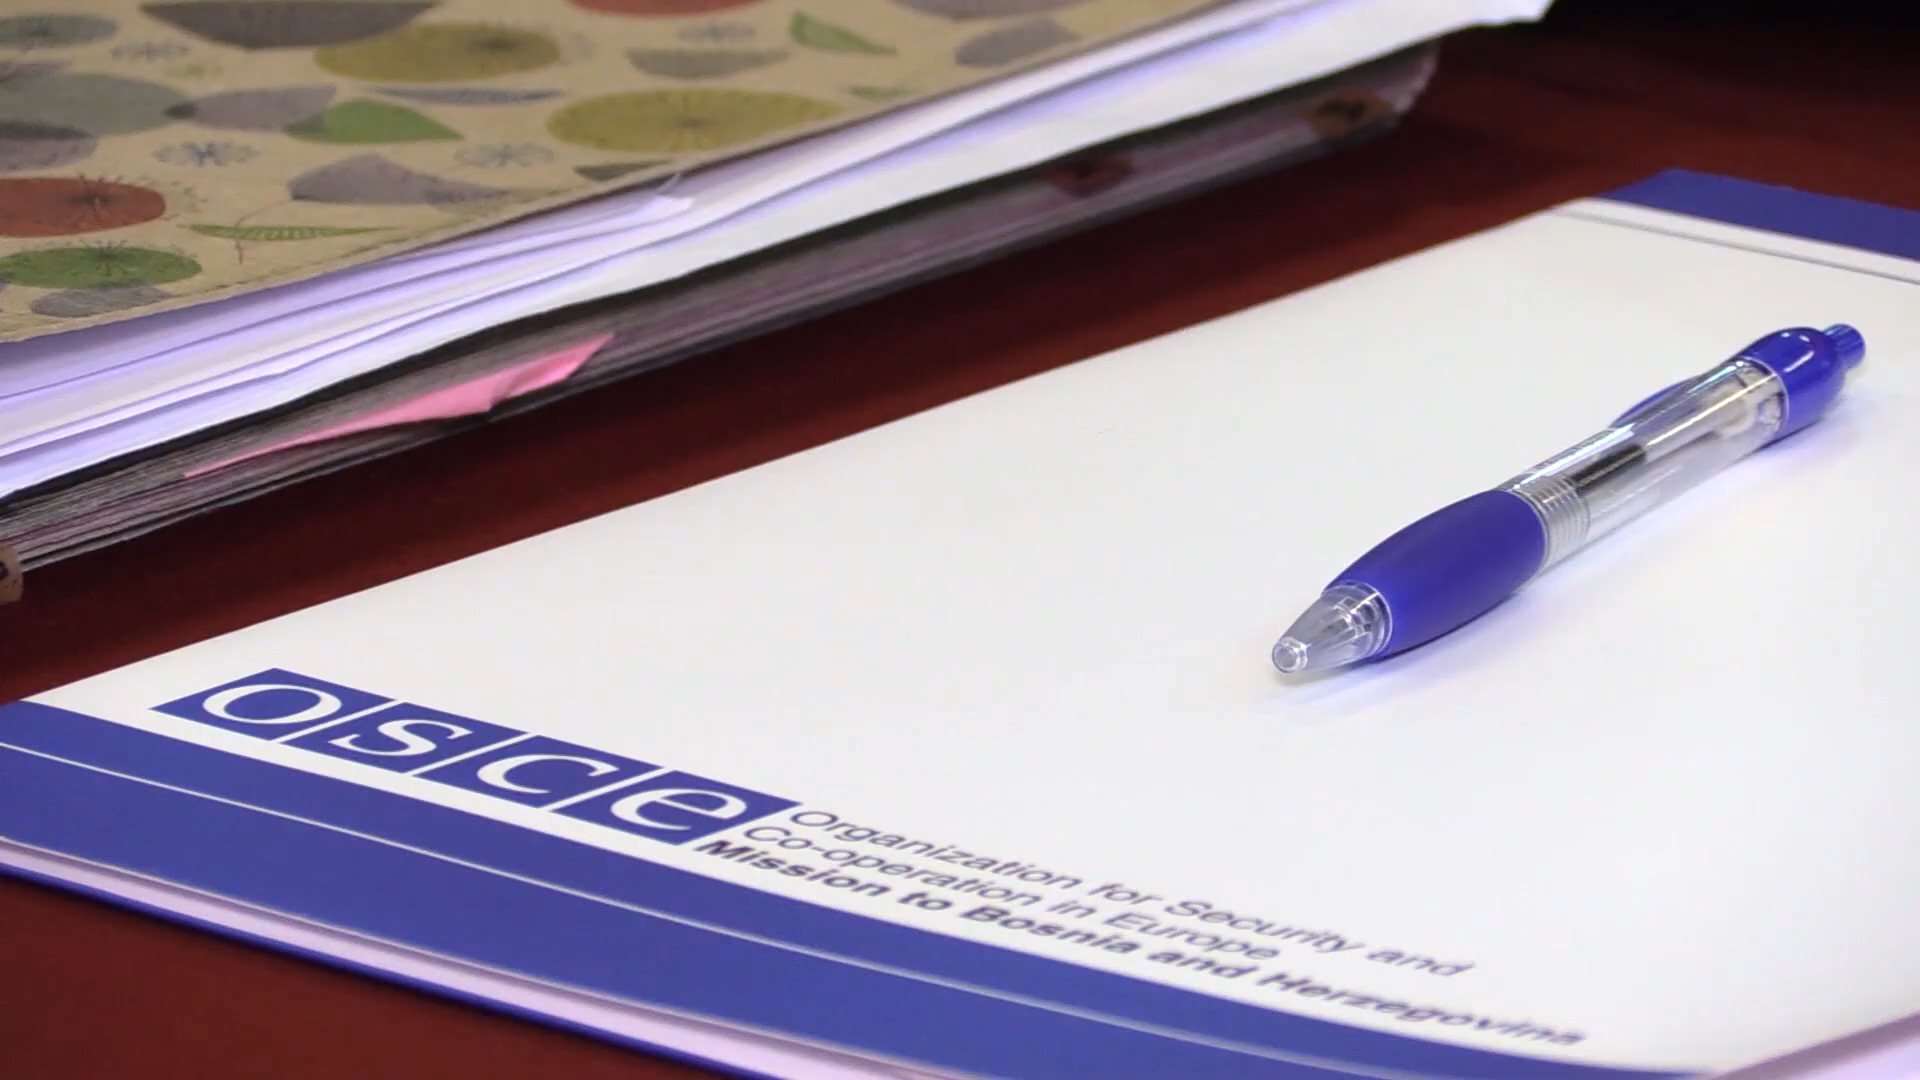 osce
Organization for Security and
Co-operation in Europe
Mission to Bosnia and Herzegovina